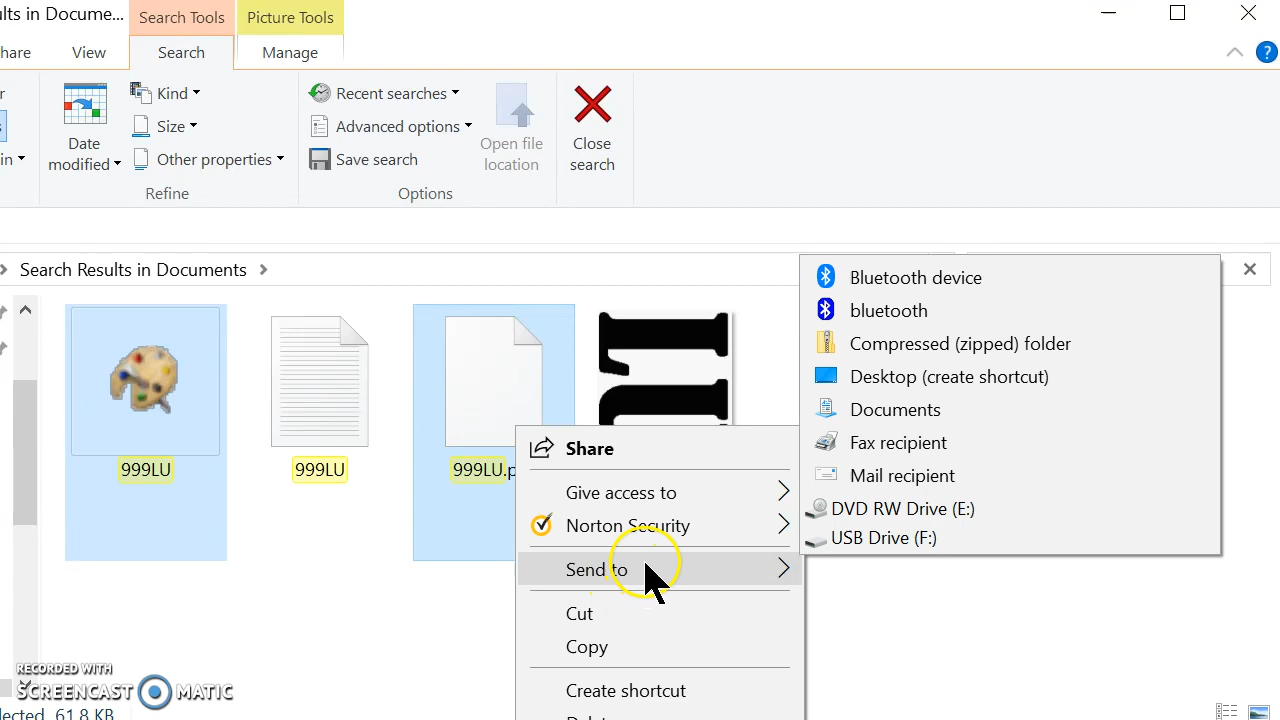 lts in Docume...
Search Tools
Picture Tools
hare
View
Search
Manage
?
r
s
in
Date
modified
Kind
Size
Other properties
Refine
Recent searches
Advanced options
Save search
Options
Open file
location
Close
search
Search Results in Documents
999LU
999LU
999LU.p
Share
Give access to
Norton Security
Send to
Cut
Copy
Create shortcut
Bluetooth device
bluetooth
Compressed (zipped) folder
Desktop (create shortcut)
Documents
Fax recipient
Mail recipient
DVD RW Drive (E:)
USB Drive (F:)
RECORDED WITH
SCREENCAST MATIC
lected 61.8 KB